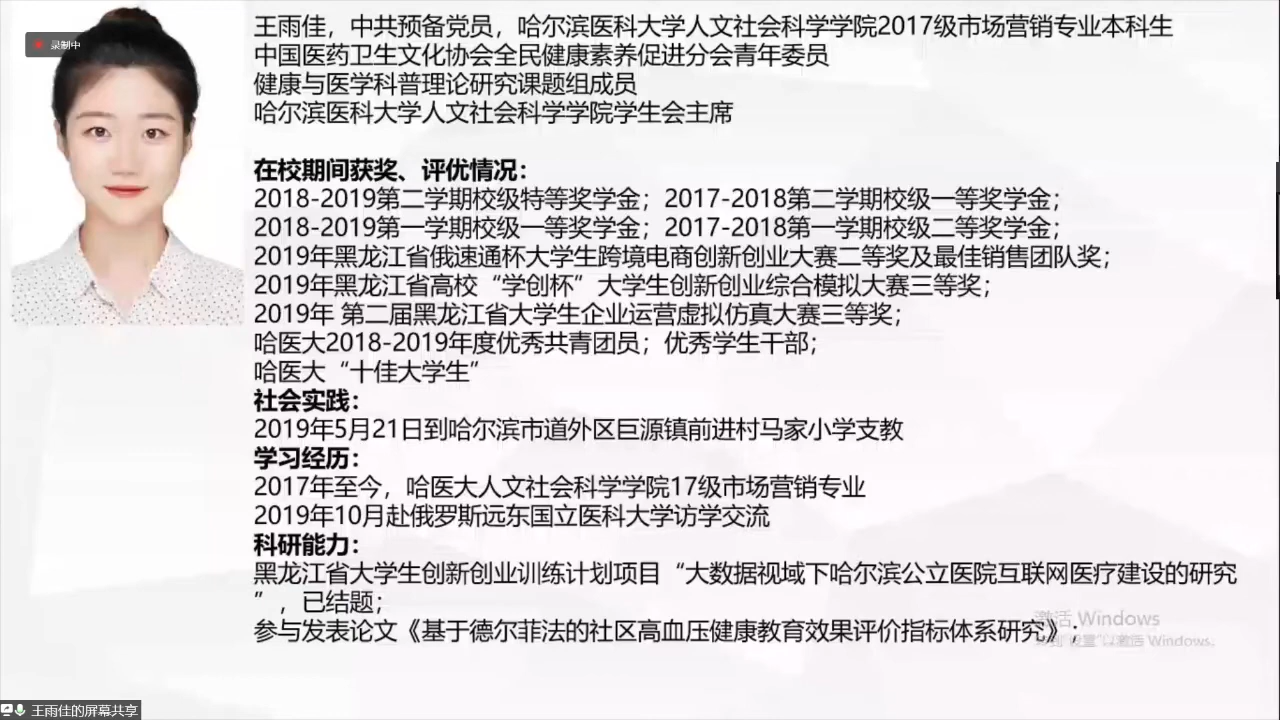 录制中
王雨佳，中共预备党员，哈尔滨医科大学人文社会科学学院2017级市场营销专业本科生
中国医药卫生文化协会全民健康素养促进分会青年委员
健康与医学科普理论研究课题组成员
哈尔滨医科大学人文社会科学学院学生会主席
在校期间获奖、评优情况：
2018-2019第二学期校级特等奖学金；2017-2018第二学期校级一等奖学金；
2018-2019第一学期校级一等奖学金；2017-2018第一学期校级二等奖学金；
2019年黑龙江省俄速通杯大学生跨境电商创新创业大赛二等奖及最佳销售团队奖；
2019年黑龙江省高校“学创杯”大学生创新创业综合模拟大赛三等奖；
2019年 第二届黑龙江省大学生企业运营虚拟仿真大赛三等奖；
哈医大2018-2019年度优秀共青团员；优秀学生干部；
哈医大“十佳大学生”
社会实践：
2019年5月21日到哈尔滨市道外区巨源镇前进村马家小学支教
学习经历：
2017年至今，哈医大人文社会科学学院17级市场营销专业
2019年10月赴俄罗斯远东国立医科大学访学交流
科研能力：
黑龙江省大学生创新创业训练计划项目“大数据视域下哈尔滨公立医院互联网医疗建设的研究
”，已结题；
参与发表论文《基于德尔菲法的社区高血压健康教育效果评价指标体系研究》；
激活 Windows
转到“设置”以激活 Windows。
王雨佳的屏幕共享